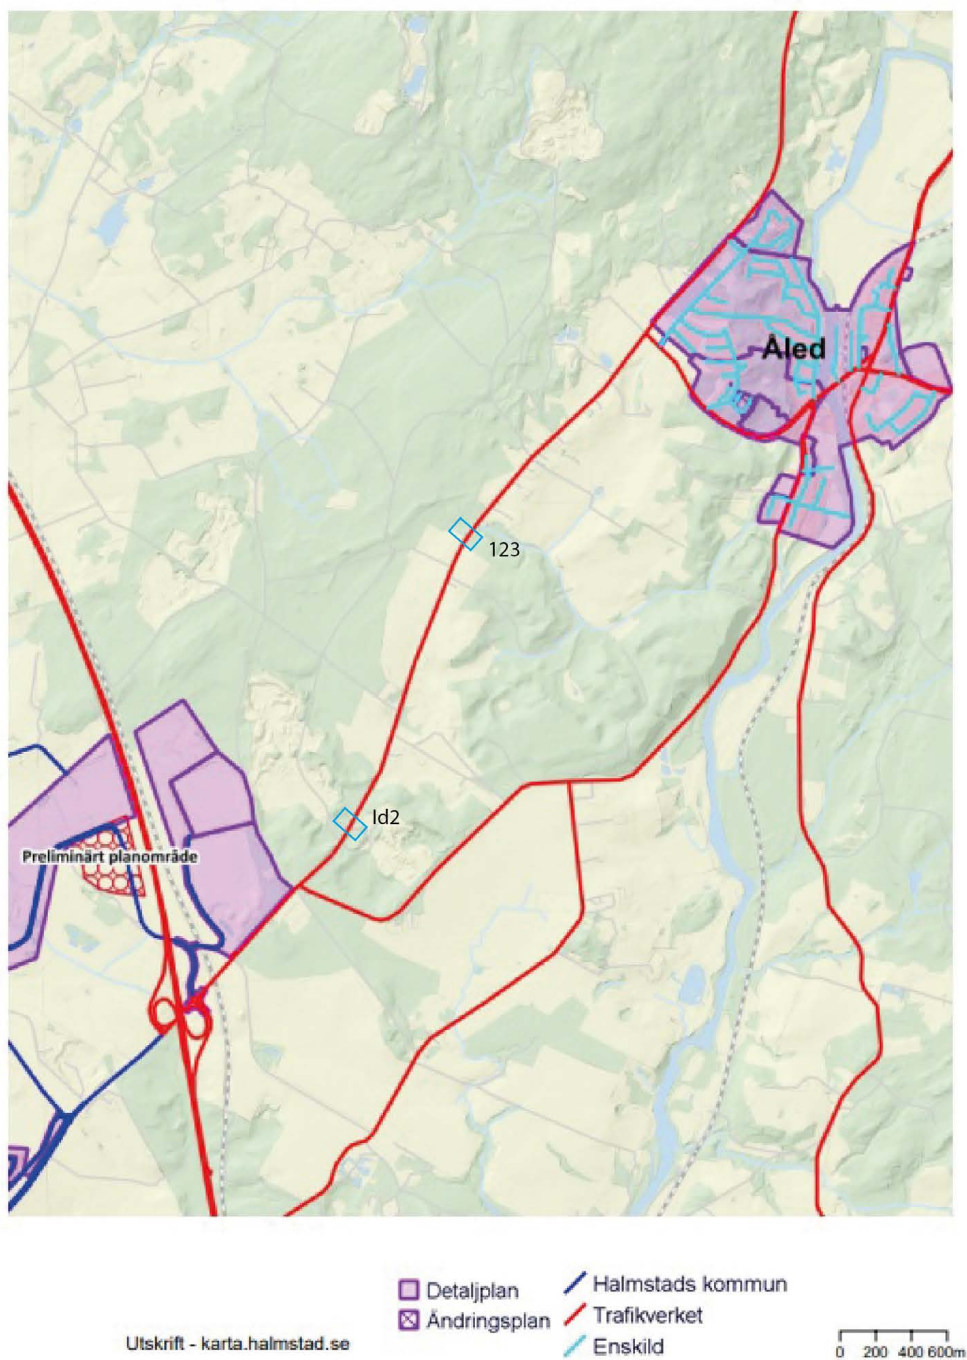 Åled
123
Id2
Preliminärt planområde
Detaljplan
Ändringsplan
Halmstads kommun
Trafikverket
Enskild
Utskrift - karta.halmstad.se
0 200 400 600m